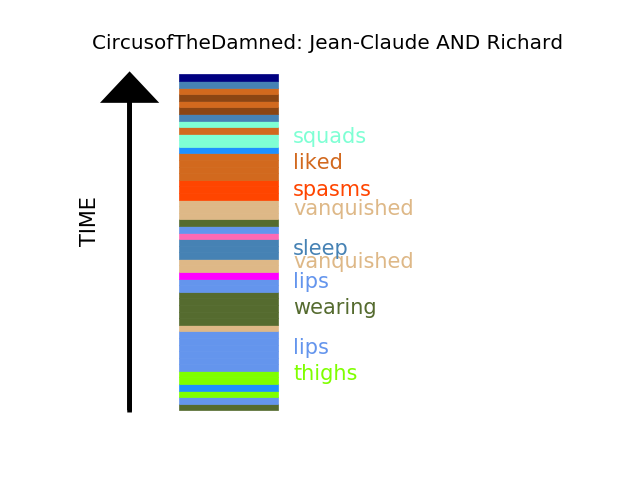 CircusofTheDamned: Jean-Claude AND Richard
squads
liked
spasms
vanquished
sleep
vanquished
lips
wearing
lips
thighs
TIME